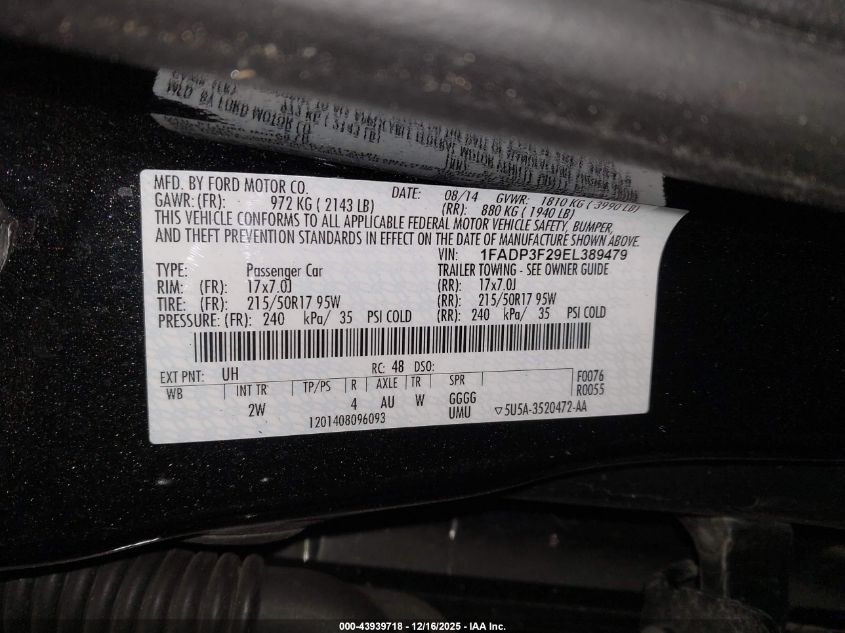 MFD. BY FORD MOTOR CO. DATE: 08/14 GVWR: 1810 KG ( 3990 LB)
GAWR: (FR): 972 KG ( 2143 LB) (RR): 880 KG ( 1940 LB)
THIS VEHICLE CONFORMS TO ALL APPLICABLE FEDERAL MOTOR VEHICLE SAFETY, BUMPER,
AND THEFT PREVENTION STANDARDS IN EFFECT ON THE DATE OF MANUFACTURE SHOWN ABOVE.
VIN: 1FADP3F29EL389479
TYPE: Passenger Car TRAILER TOWING - SEE OWNER GUIDE
RIM: (FR): 17x7.0J (RR): 17x7.0J
TIRE: (FR): 215/50R17 95W (RR): 215/50R17 95W
PRESSURE: (FR): 240 kPa/ 35 PSI COLD (RR): 240 kPa/ 35 PSI COLD
EXT PNT: UH RC: 48 DSO: F0076
WB INT TR TP/PS R AXLE TR SPR R0055
2W 4 AU W GGGG
UMU
1201408096093 ▽5U5A-3520472-AA
000-43939718 - 12/16/2025 - IAA Inc.